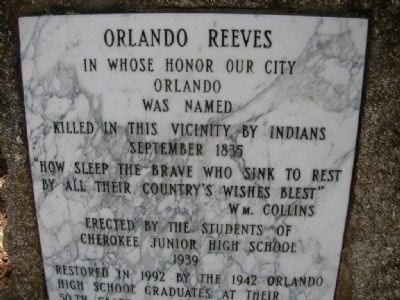 ORLANDO REEVES
IN WHOSE HONOR OUR CITY
ORLANDO
WAS NAMED
KILLED IN THIS VICINITY BY INDIANS
SEPTEMBER 1835
"HOW SLEEP THE BRAVE WHO SINK TO REST
BY ALL THEIR COUNTRY'S WISHES BLEST"
WM. COLLINS
ERECTED BY THE STUDENTS OF
CHEROKEE JUNIOR HIGH SCHOOL
1939
RESTORED IN 1992 BY THE 1942 ORLANDO
HIGH SCHOOL GRADUATES AT THEIR
50TH